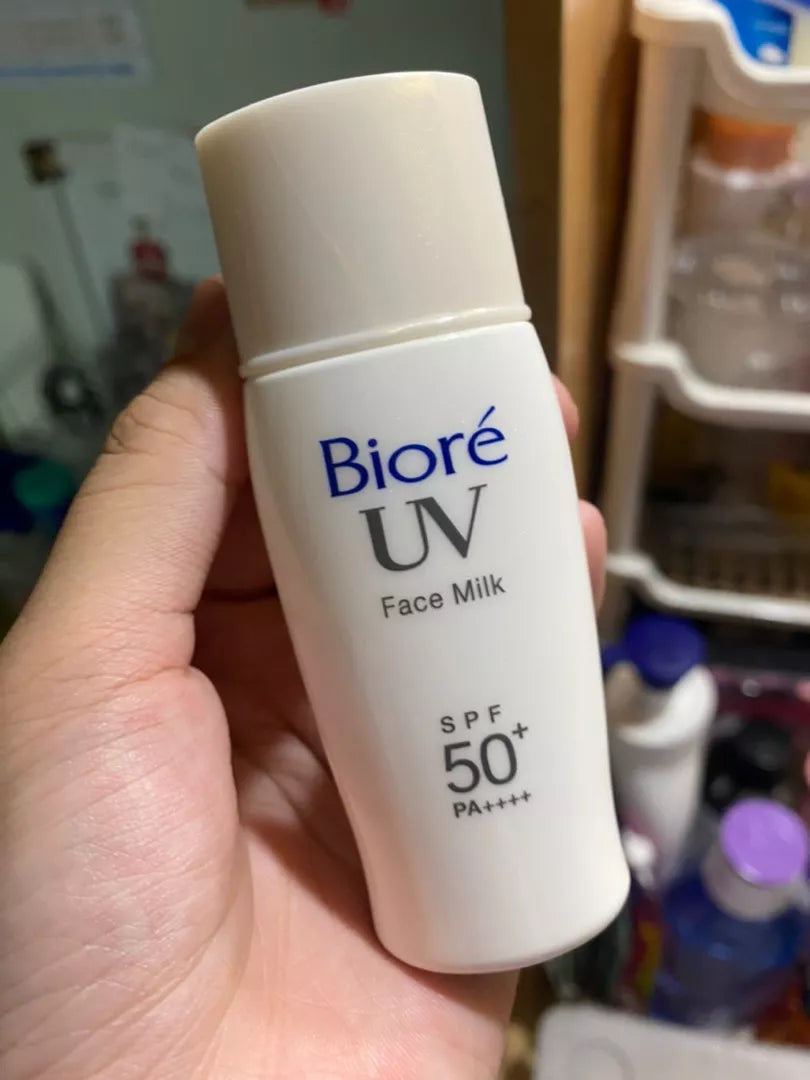 Bioré
UV
Face Milk
SPF
50+
PA++++